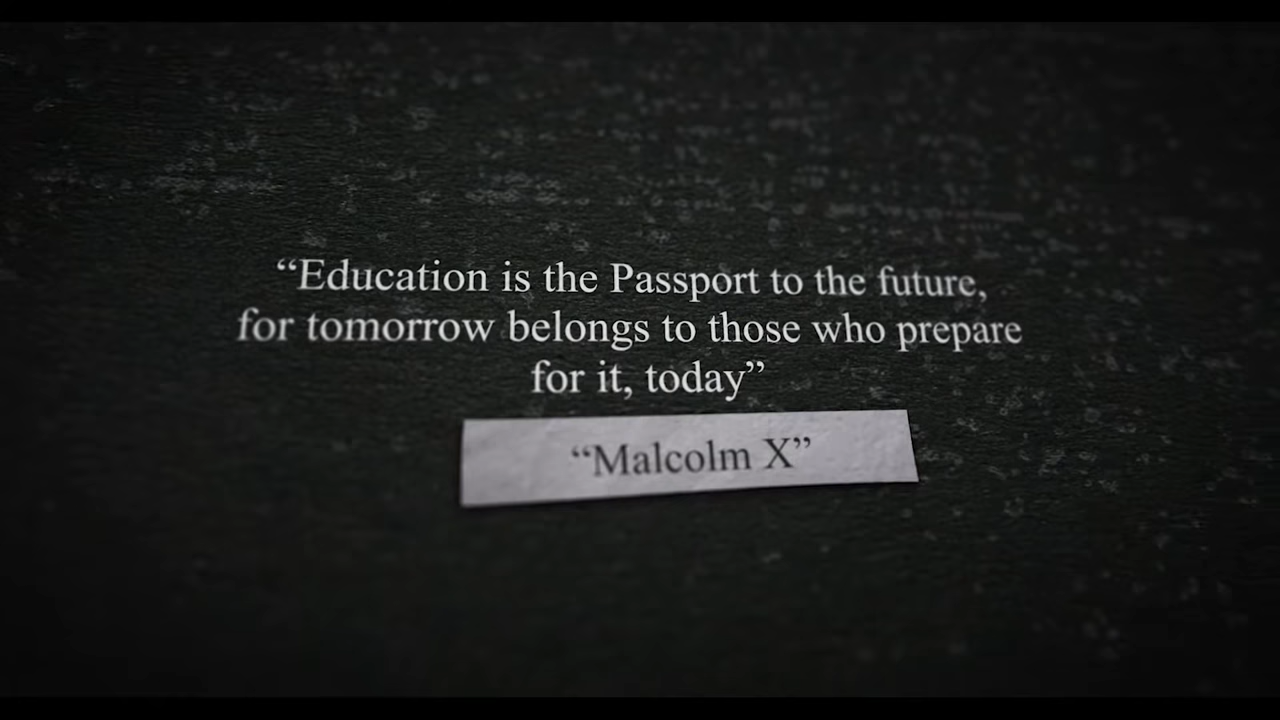 “Education is the Passport to the future,
for tomorrow belongs to those who prepare
for it, today”
“Malcolm X”